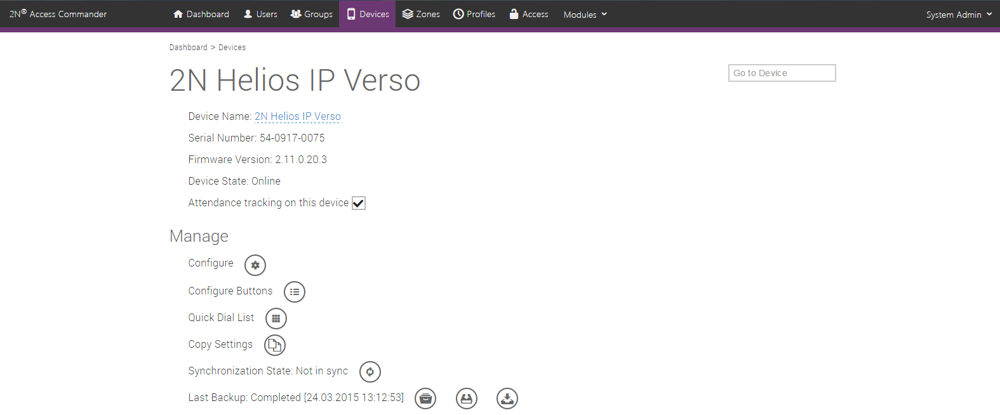 2N® Access Commander Dashboard Users Groups Devices Zones Profiles Access Modules System Admin
Dashboard > Devices
2N Helios IP Verso
Go to Device
Device Name: 2N Helios IP Verso
Serial Number: 54-0917-0075
Firmware Version: 2.11.0.20.3
Device State: Online
Attendance tracking on this device
Manage
Configure
Configure Buttons
Quick Dial List
Copy Settings
Synchronization State: Not in sync
Last Backup: Completed [24.03.2015 13:12:53]